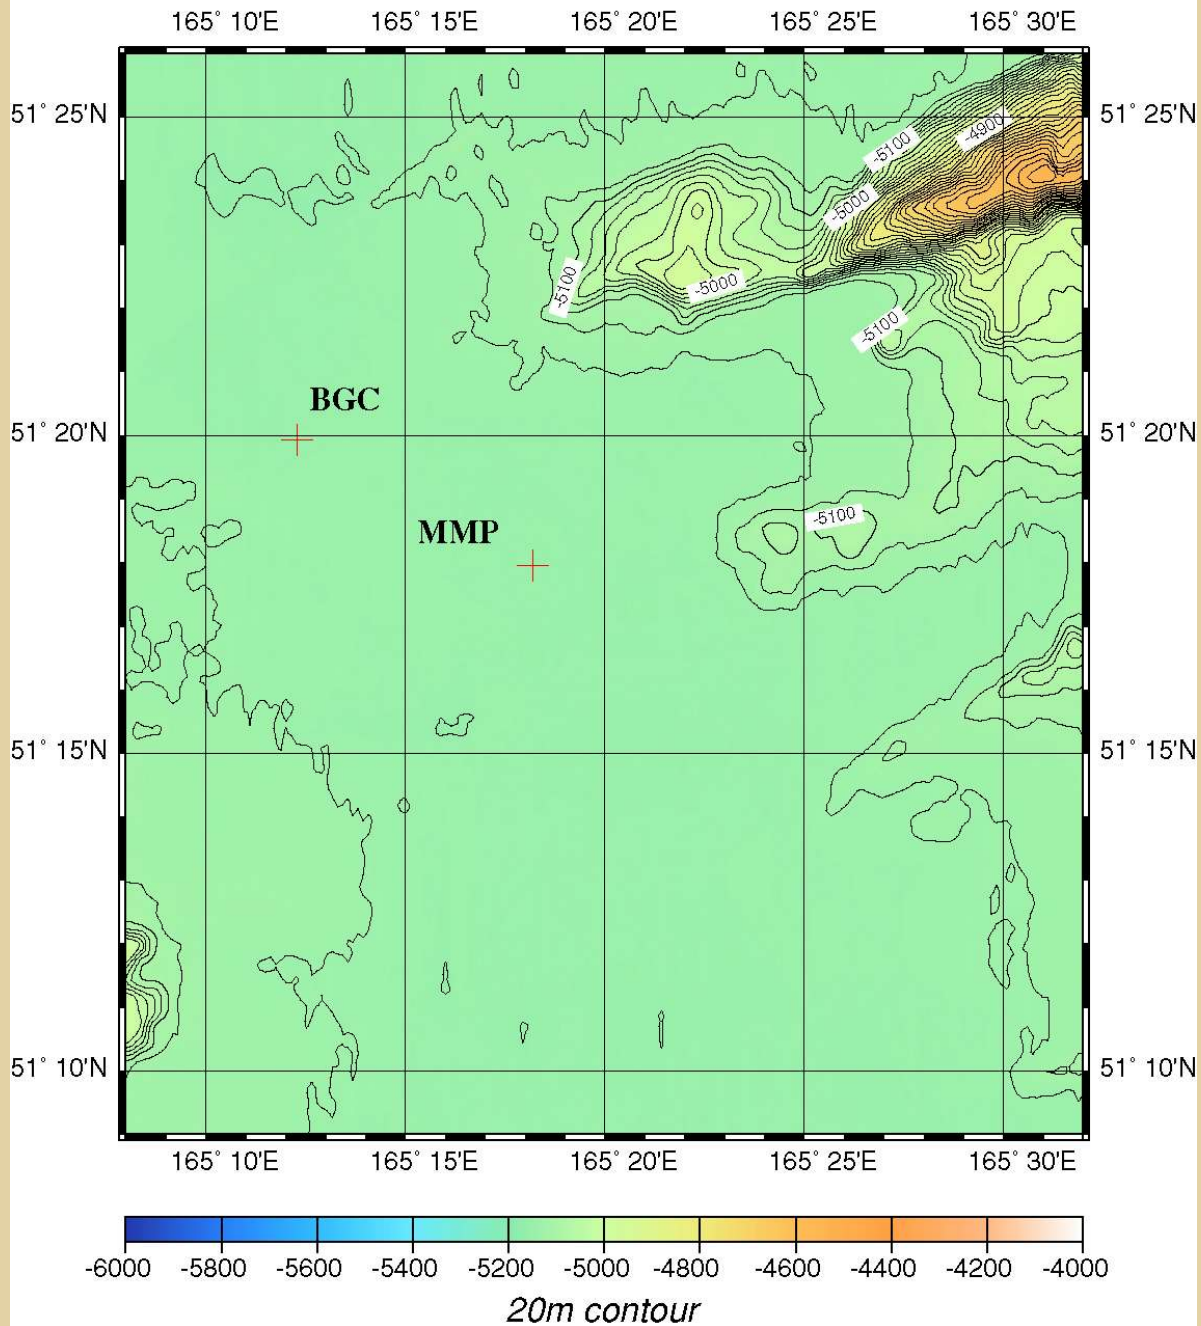 165° 10'E 165° 15'E 165° 20'E 165° 25'E 165° 30'E
51° 25'N 51° 25'N
-5100
-4900
-5000
-5100
-5000
-5100
BGC
51° 20'N 51° 20'N
-5100
MMP
51° 15'N 51° 15'N
51° 10'N 51° 10'N
165° 10'E 165° 15'E 165° 20'E 165° 25'E 165° 30'E
-6000 -5800 -5600 -5400 -5200 -5000 -4800 -4600 -4400 -4200 -4000
20m contour